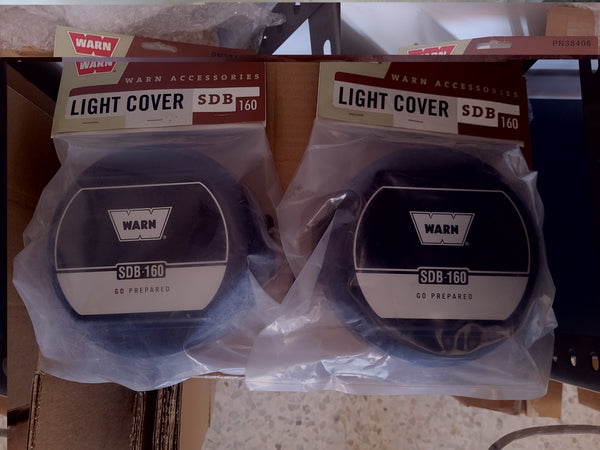 WARN
WARN
WARN ACCESSORIES
LIGHT COVER SDB 160
WARN
SDB-160
GO PREPARED
WARN
PN38406
WARN ACCESSORIES
LIGHT COVER SDB 160
WARN
SDB-160
GO PREPARED